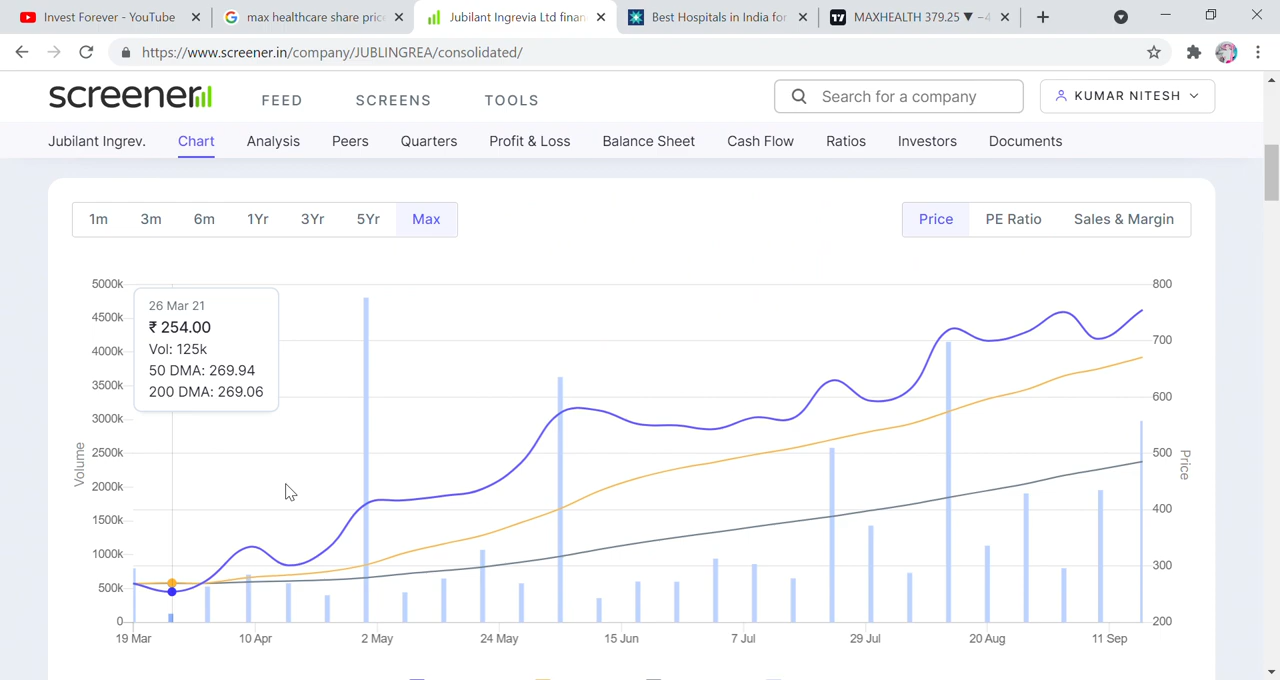 Invest Forever - YouTube
max healthcare share pric
Jubilant Ingrevia Ltd finan
Best Hospitals in India for
MAXHEALTH 379.25 ▼ −4
https://www.screener.in/company/JUBLINGREA/consolidated/
screener
FEED
SCREENS
TOOLS
Search for a company
KUMAR NITESH
Jubilant Ingrev.
Chart
Analysis
Peers
Quarters
Profit & Loss
Balance Sheet
Cash Flow
Ratios
Investors
Documents
1m
3m
6m
1Yr
3Yr
5Yr
Max
Price
PE Ratio
Sales & Margin
5000k
4500k
4000k
3500k
3000k
2500k
2000k
1500k
1000k
500k
0
Volume
26 Mar 21
₹ 254.00
Vol: 125k
50 DMA: 269.94
200 DMA: 269.06
800
700
600
500
400
300
200
Price
19 Mar
10 Apr
2 May
24 May
15 Jun
7 Jul
29 Jul
20 Aug
11 Sep